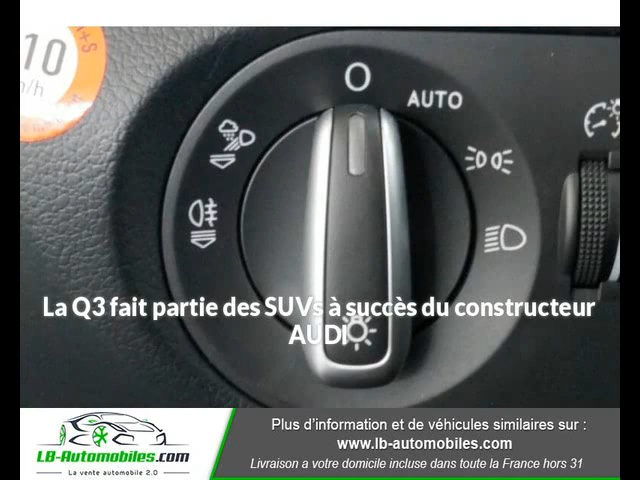 I+S
10
m/h
O
AUTO
La Q3 fait partie des SUVs à succès du constructeur
AUDI
LB-Automobiles.com
La vente automobile 2.0
Plus d'information et de véhicules similaires sur :
www.lb-automobiles.com
Livraison a votre domicile incluse dans toute la France hors 31